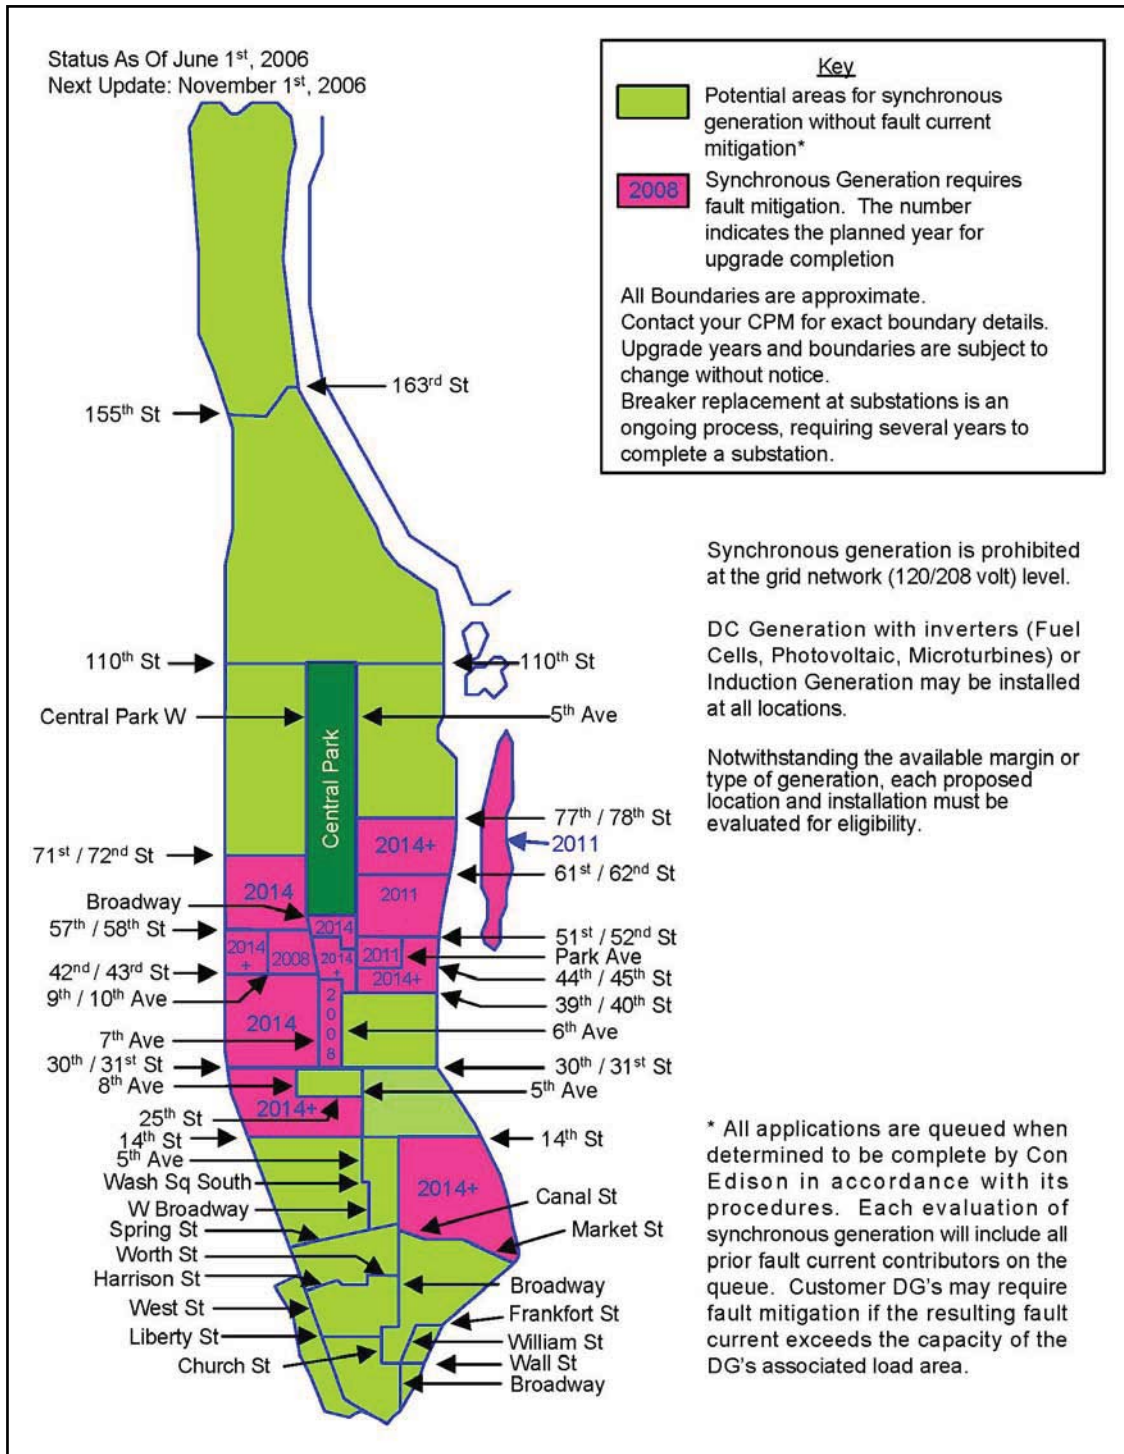 Status As Of June 1st, 2006
Next Update: November 1st, 2006
Key
Potential areas for synchronous
generation without fault current
mitigation*
2008
Synchronous Generation requires
fault mitigation. The number
indicates the planned year for
upgrade completion
All Boundaries are approximate.
Contact your CPM for exact boundary details.
Upgrade years and boundaries are subject to
change without notice.
Breaker replacement at substations is an
ongoing process, requiring several years to
complete a substation.
163rd St
155th St
Synchronous generation is prohibited
at the grid network (120/208 volt) level.
DC Generation with inverters (Fuel
Cells, Photovoltaic, Microturbines) or
Induction Generation may be installed
at all locations.
Notwithstanding the available margin or
type of generation, each proposed
location and installation must be
evaluated for eligibility.
110th St
110th St
Central Park W
5th Ave
Central Park
77th / 78th St
2014+
2011
71st / 72nd St
61st / 62nd St
2014
2011
Broadway
2014
57th / 58th St
51st / 52nd St
2014
+
2008
2014
+
2011
Park Ave
42nd / 43rd St
2014+
44th / 45th St
9th / 10th Ave
39th / 40th St
2014
2
0
0
8
7th Ave
6th Ave
30th / 31st St
30th / 31st St
8th Ave
5th Ave
2014+
25th St
14th St
14th St
5th Ave
Wash Sq South
2014+
Canal St
W Broadway
Spring St
Market St
Worth St
Harrison St
Broadway
West St
Frankfort St
Liberty St
William St
Church St
Wall St
Broadway
* All applications are queued when
determined to be complete by Con
Edison in accordance with its
procedures. Each evaluation of
synchronous generation will include all
prior fault current contributors on the
queue. Customer DG's may require
fault mitigation if the resulting fault
current exceeds the capacity of the
DG's associated load area.